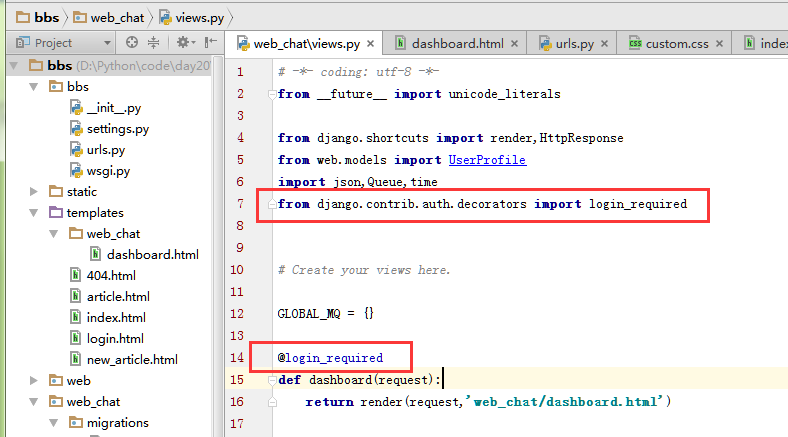 bbs web_chat views.py
Project
web_chat\views.py dashboard.html urls.py custom.css index
bbs (D:\Python\code\day20
bbs
__init__.py
settings.py
urls.py
wsgi.py
static
templates
web_chat
dashboard.html
404.html
article.html
index.html
login.html
new_article.html
web
web_chat
migrations
1 # -*- coding: utf-8 -*-
2 from __future__ import unicode_literals
3
4 from django.shortcuts import render,HttpResponse
5 from web.models import UserProfile
6 import json,Queue,time
7 from django.contrib.auth.decorators import login_required
8
9
10 # Create your views here.
11
12 GLOBAL_MQ = {}
13
14 @login_required
15 def dashboard(request):
16 return render(request,'web_chat/dashboard.html')
17